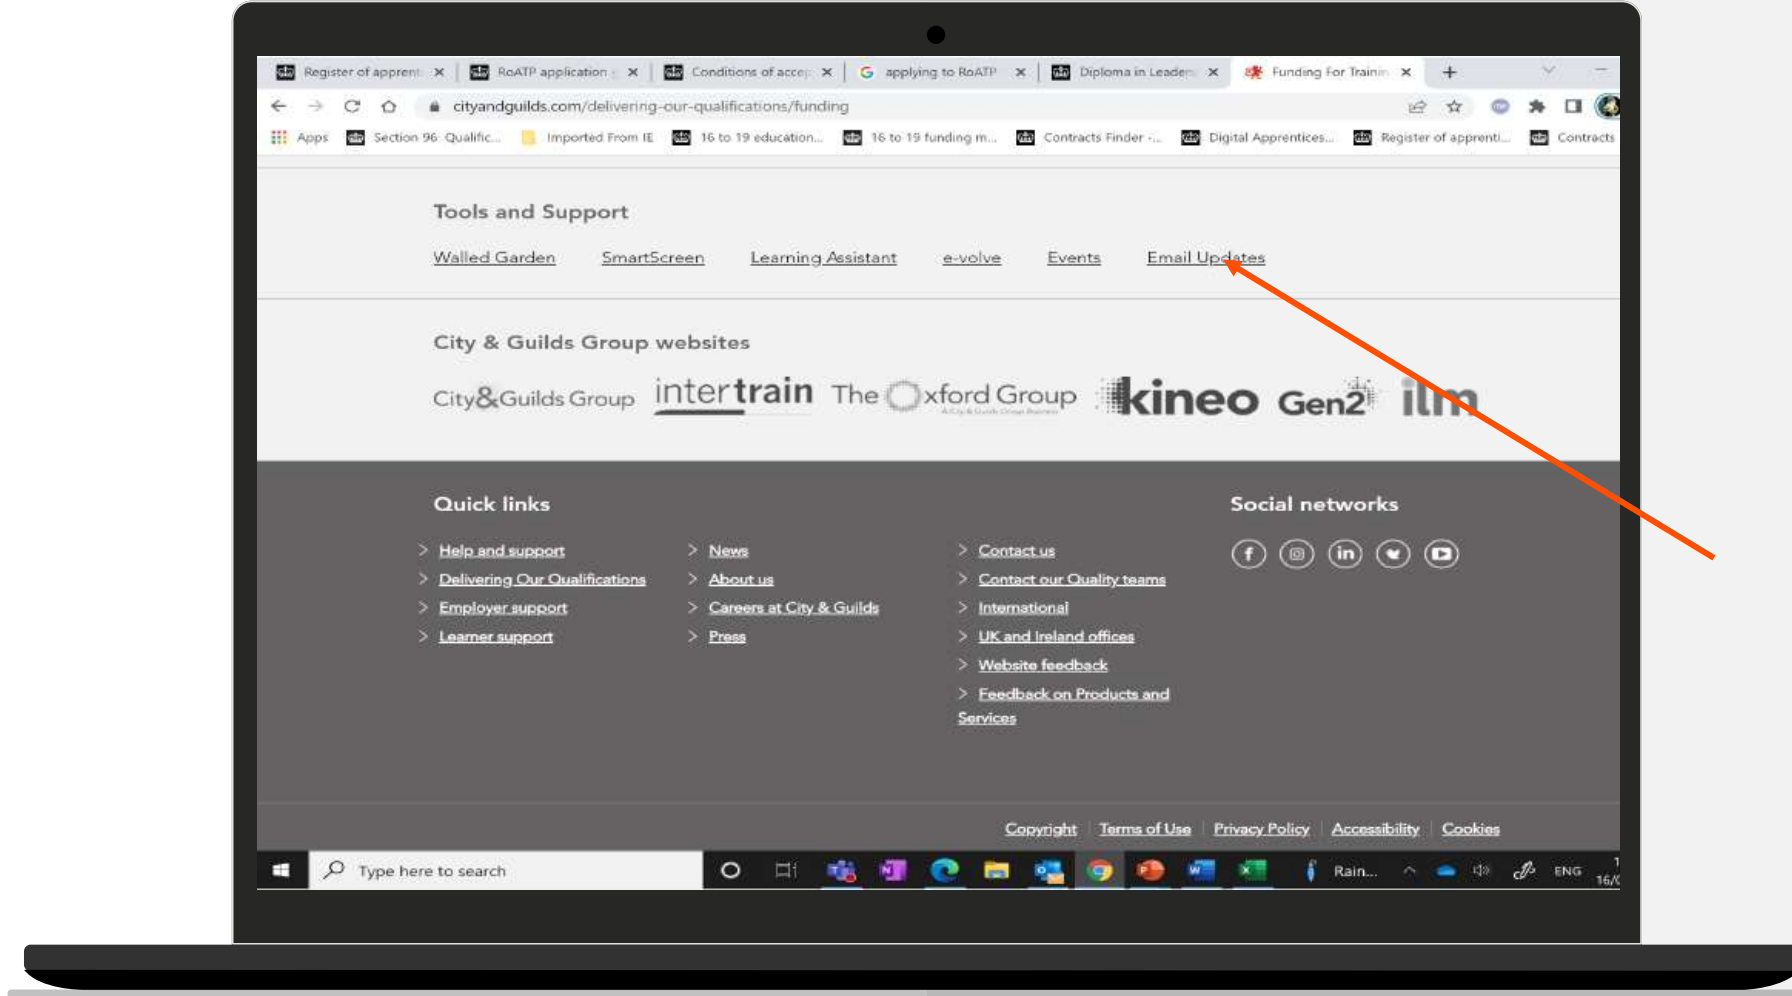 Register of apprent
RoATP application
Conditions of accep
applying to RoATP
Diploma in Leader
Funding For Trainin
cityandguilds.com/delivering-our-qualifications/funding
Apps
Section 96 Qualific...
Imported From IE
16 to 19 education...
16 to 19 funding m...
Contracts Finder -...
Digital Apprentices...
Register of apprenti...
Contracts
Tools and Support
Walled Garden SmartScreen Learning Assistant e-volve Events Email Updates
City & Guilds Group websites
City&Guilds Group intertrain The Oxford Group kineo Gen2 ilm
Quick links
> Help and support
> Delivering Our Qualifications
> Employer support
> Learner support
> News
> About us
> Careers at City & Guilds
> Press
> Contact us
> Contact our Quality teams
> International
> UK and Ireland offices
> Website feedback
> Feedback on Products and
Services
Social networks
Copyright | Terms of Use | Privacy Policy | Accessibility | Cookies
Type here to search
Rain...
ENG
16/